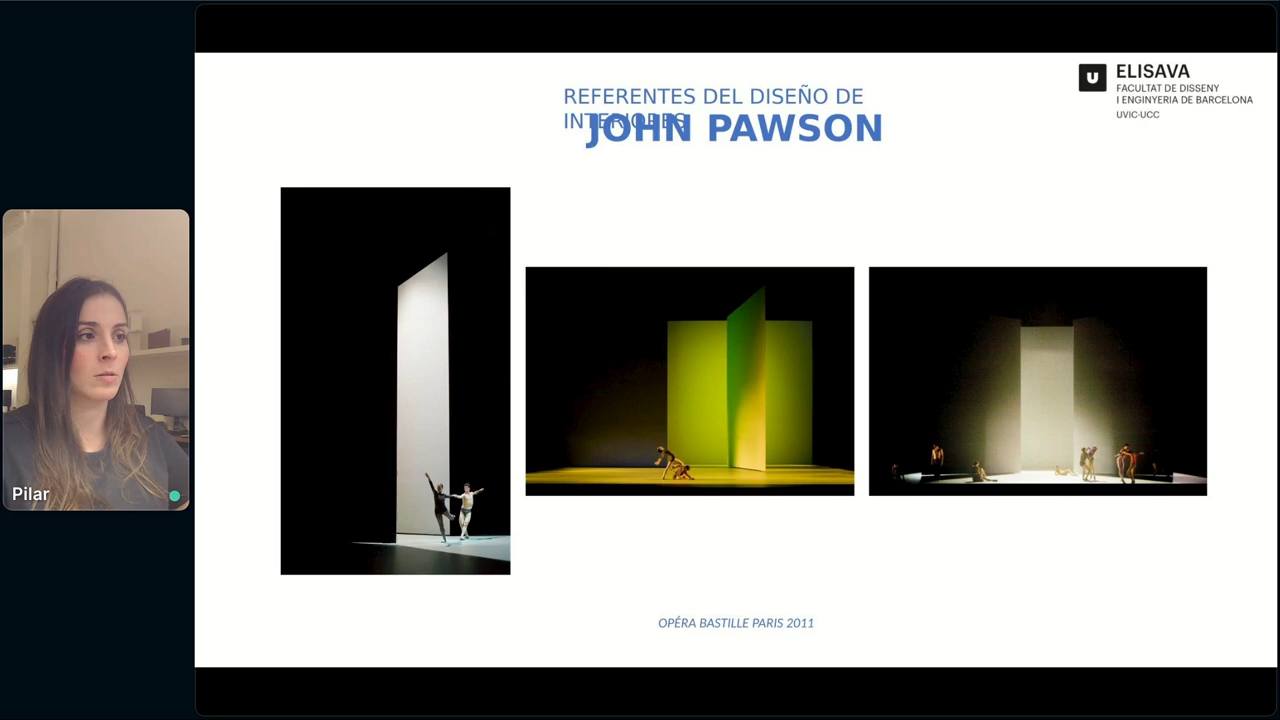 REFERENTES DEL DISEÑO DE
INTERIORES
JOHN PAWSON
ELISAVA
FACULTAT DE DISSENY
I ENGINYERIA DE BARCELONA
UVIC-UCC
Pilar
OPÉRA BASTILLE PARIS 2011